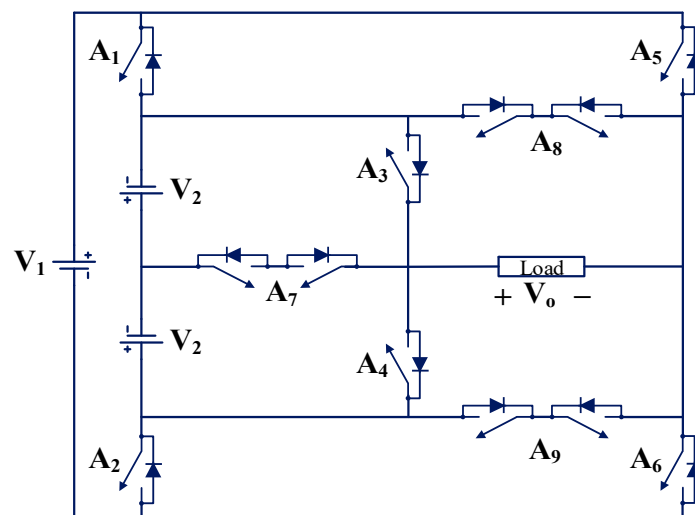 A₁
A₅
A₈
A₃
V₂
V₁
A₇
Load
+ Vₒ −
V₂
A₄
A₂
A₉
A₆